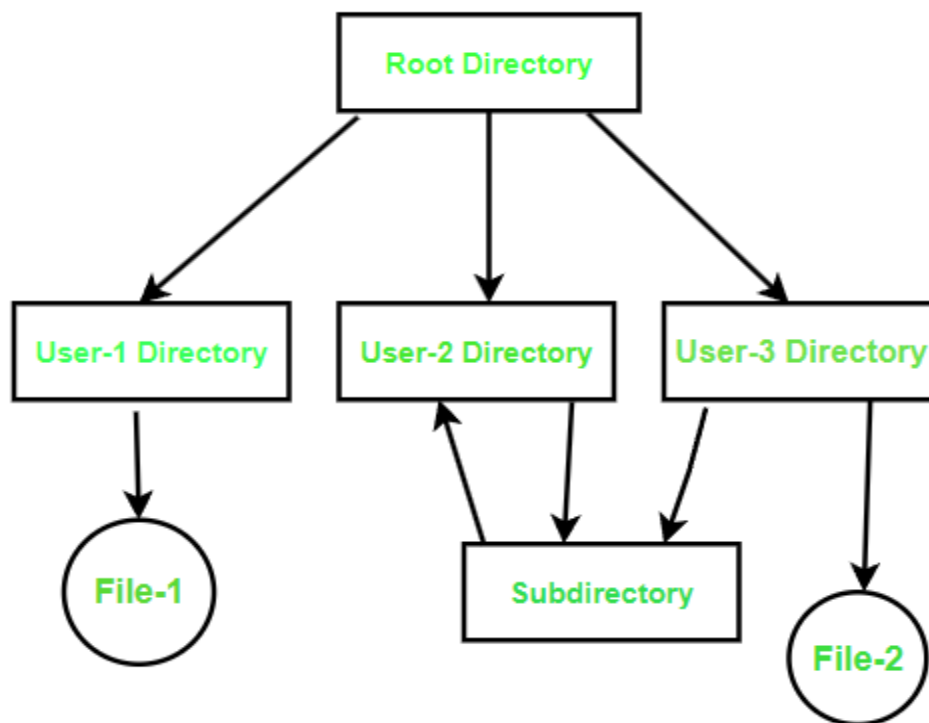 Root Directory
User-1 Directory
User-2 Directory
User-3 Directory
File-1
Subdirectory
File-2